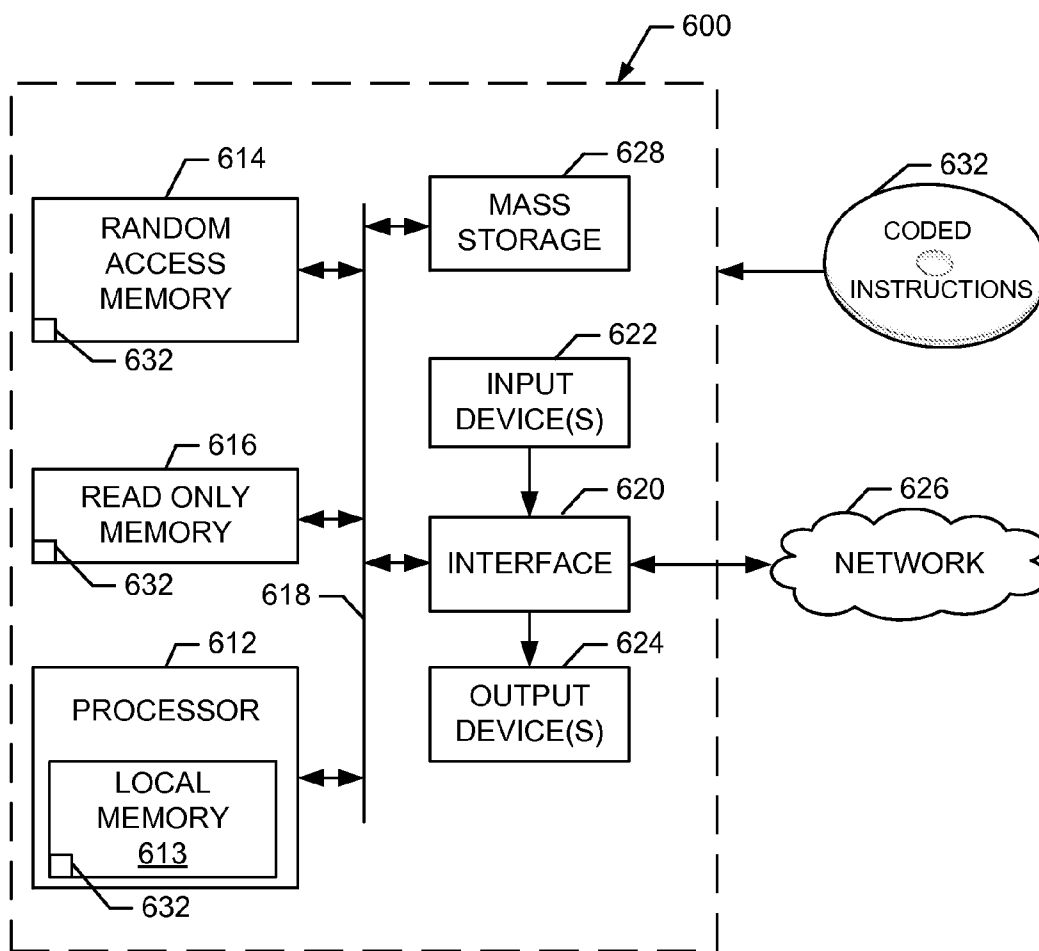 600
614
RANDOM
ACCESS
MEMORY
632
628
MASS
STORAGE
632
CODED
INSTRUCTIONS
622
INPUT
DEVICE(S)
616
READ ONLY
MEMORY
632
620
INTERFACE
626
NETWORK
618
612
PROCESSOR
LOCAL
MEMORY
613
632
624
OUTPUT
DEVICE(S)